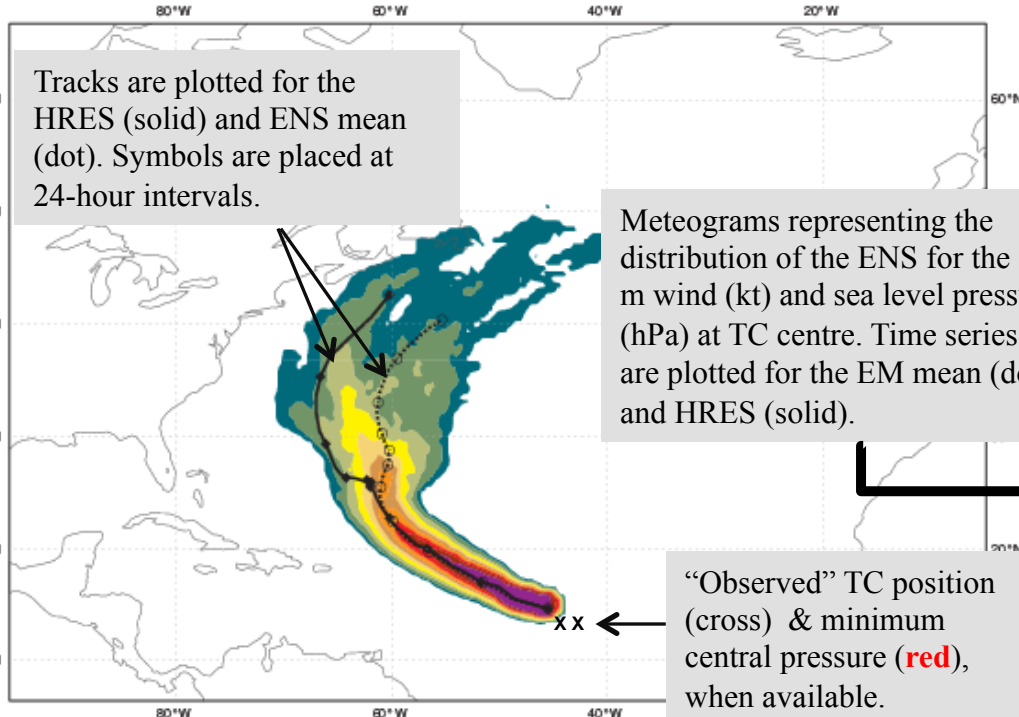 80°W 60°W 40°W 20°W
Tracks are plotted for the
HRES (solid) and ENS mean
(dot). Symbols are placed at
24-hour intervals.
60°N
Meteograms representing the
distribution of the ENS for the
m wind (kt) and sea level press
(hPa) at TC centre. Time series
are plotted for the EM mean (do
and HRES (solid).
20°N
“Observed” TC position
(cross) & minimum
central pressure (red),
when available.
X X
80°W 60°W 40°W 20°W